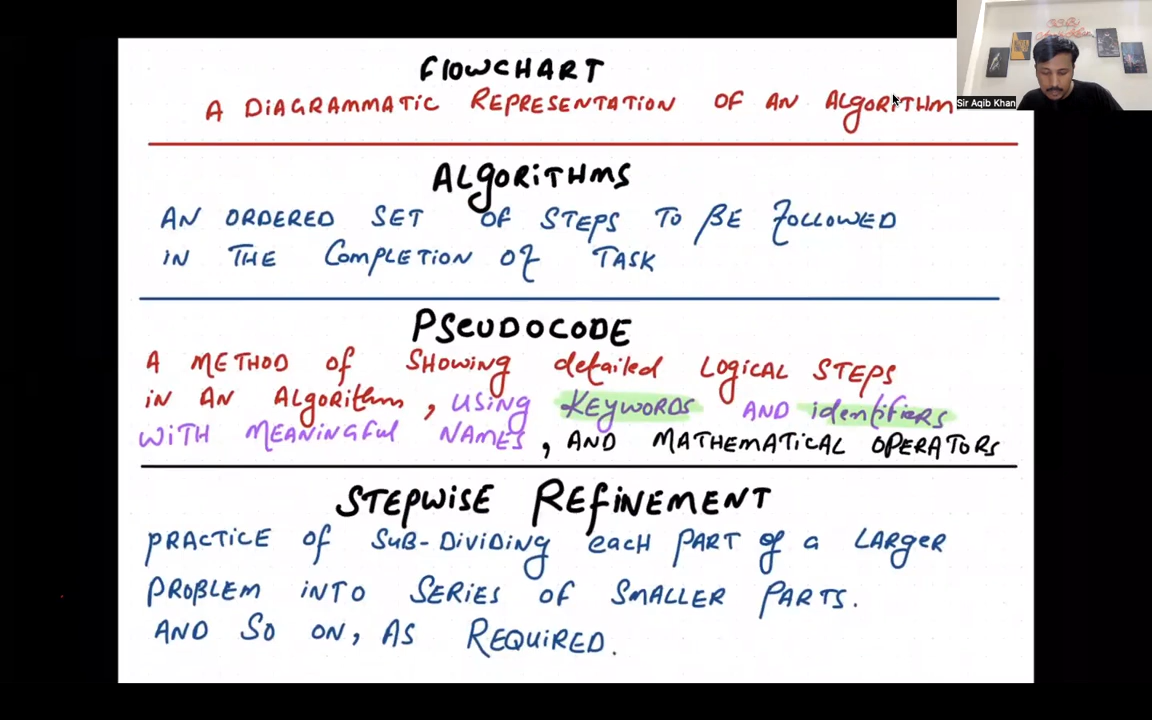 FlOWCHART
A DiAGRAMMATiC REPRESENTATiON OF AN ALgORiTHM
Sir Aqib Khan
ALgORiTHMS
AN ORDERED SET OF STEPS TO BE FOLLOWED
iN THE COMPLETiON OF TASK
PSeUDOCODE
A METHOD of SHOWiNg detailed LOgiCAL STEPS
iN AN Algorithm, USiNg KEYWORDS AND identifieRS
WiTH MEANiNgful NAMES, AND MATHEMATiCAL OPERATORS
STEPWiSE REfiNEMENT
PRACTiCE of SUB-DiViDiNg eacH PART of a LARgeR
PROBLEM iNTO SERiES OF SMALLER PARTS.
AND SO ON, AS REQUiRED.